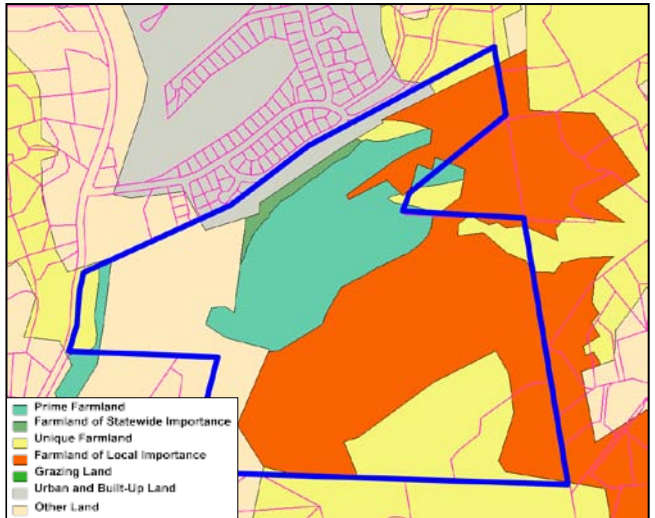 Prime Farmland
Farmland of Statewide Importance
Unique Farmland
Farmland of Local Importance
Grazing Land
Urban and Built-Up Land
Other Land